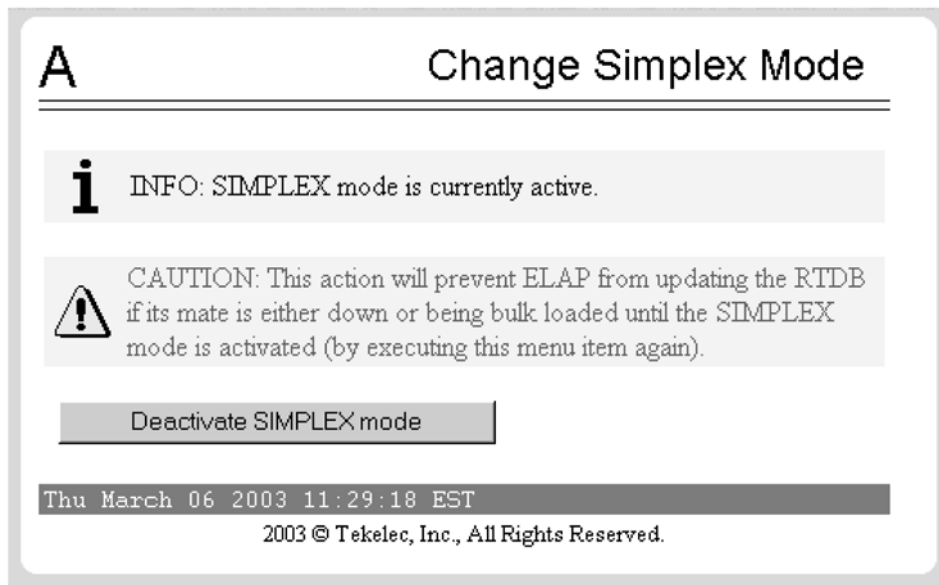 A
Change Simplex Mode
i
INFO: SIMPLEX mode is currently active.
CAUTION: This action will prevent ELAP from updating the RTDB
if its mate is either down or being bulk loaded until the SIMPLEX
mode is activated (by executing this menu item again).
Deactivate SIMPLEX mode
Thu March 06 2003 11:29:18 EST
2003 © Tekelec, Inc., All Rights Reserved.